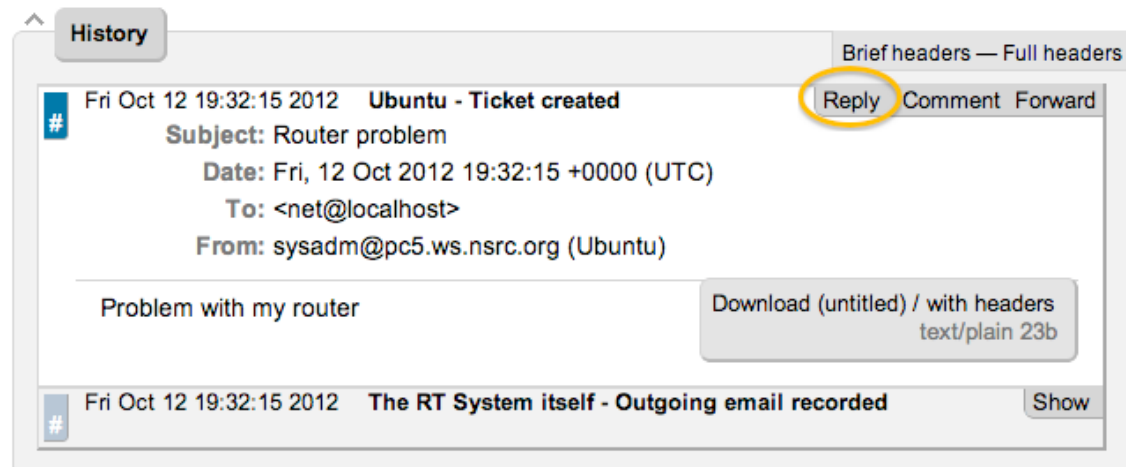 History
Brief headers — Full headers
# Fri Oct 12 19:32:15 2012 Ubuntu - Ticket created Reply Comment Forward
Subject: Router problem
Date: Fri, 12 Oct 2012 19:32:15 +0000 (UTC)
To: <net@localhost>
From: sysadm@pc5.ws.nsrc.org (Ubuntu)
Problem with my router
Download (untitled) / with headers
text/plain 23b
# Fri Oct 12 19:32:15 2012 The RT System itself - Outgoing email recorded Show